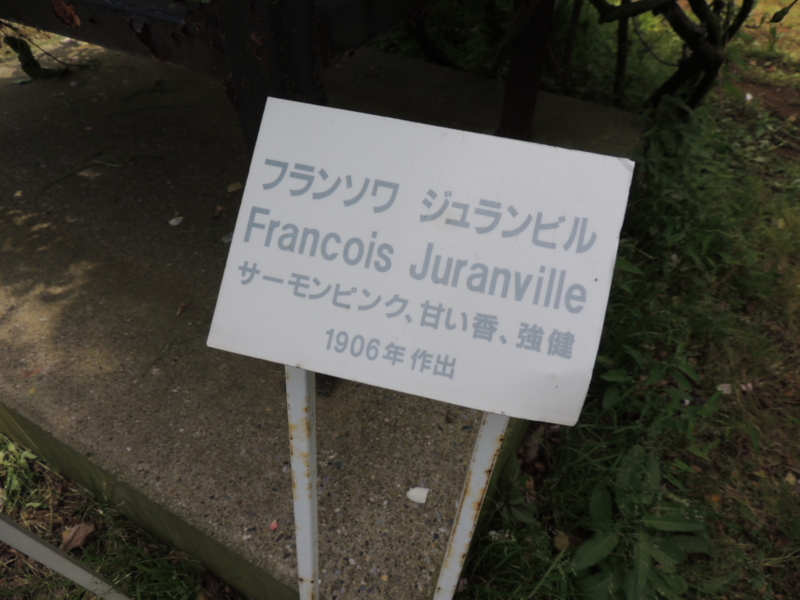 フランソワ ジュランビル
Francois Juranville
サーモンピンク、甘い香、強健
1906年作出